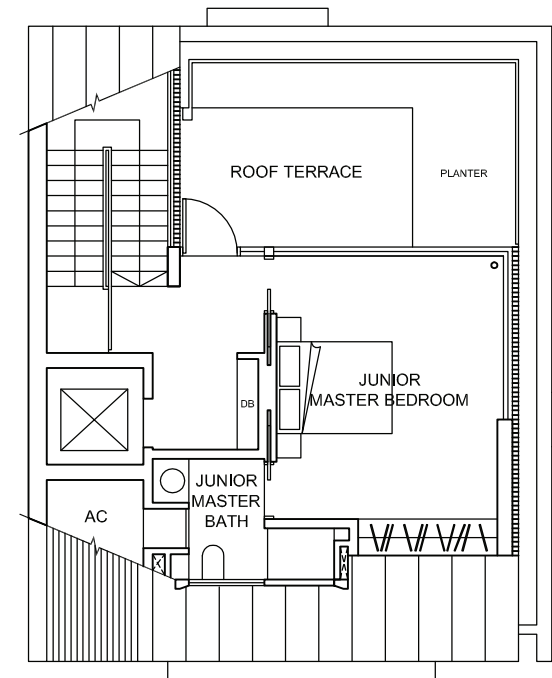 ROOF TERRACE
PLANTER
JUNIOR
MASTER BEDROOM
DB
JUNIOR
MASTER
BATH
AC